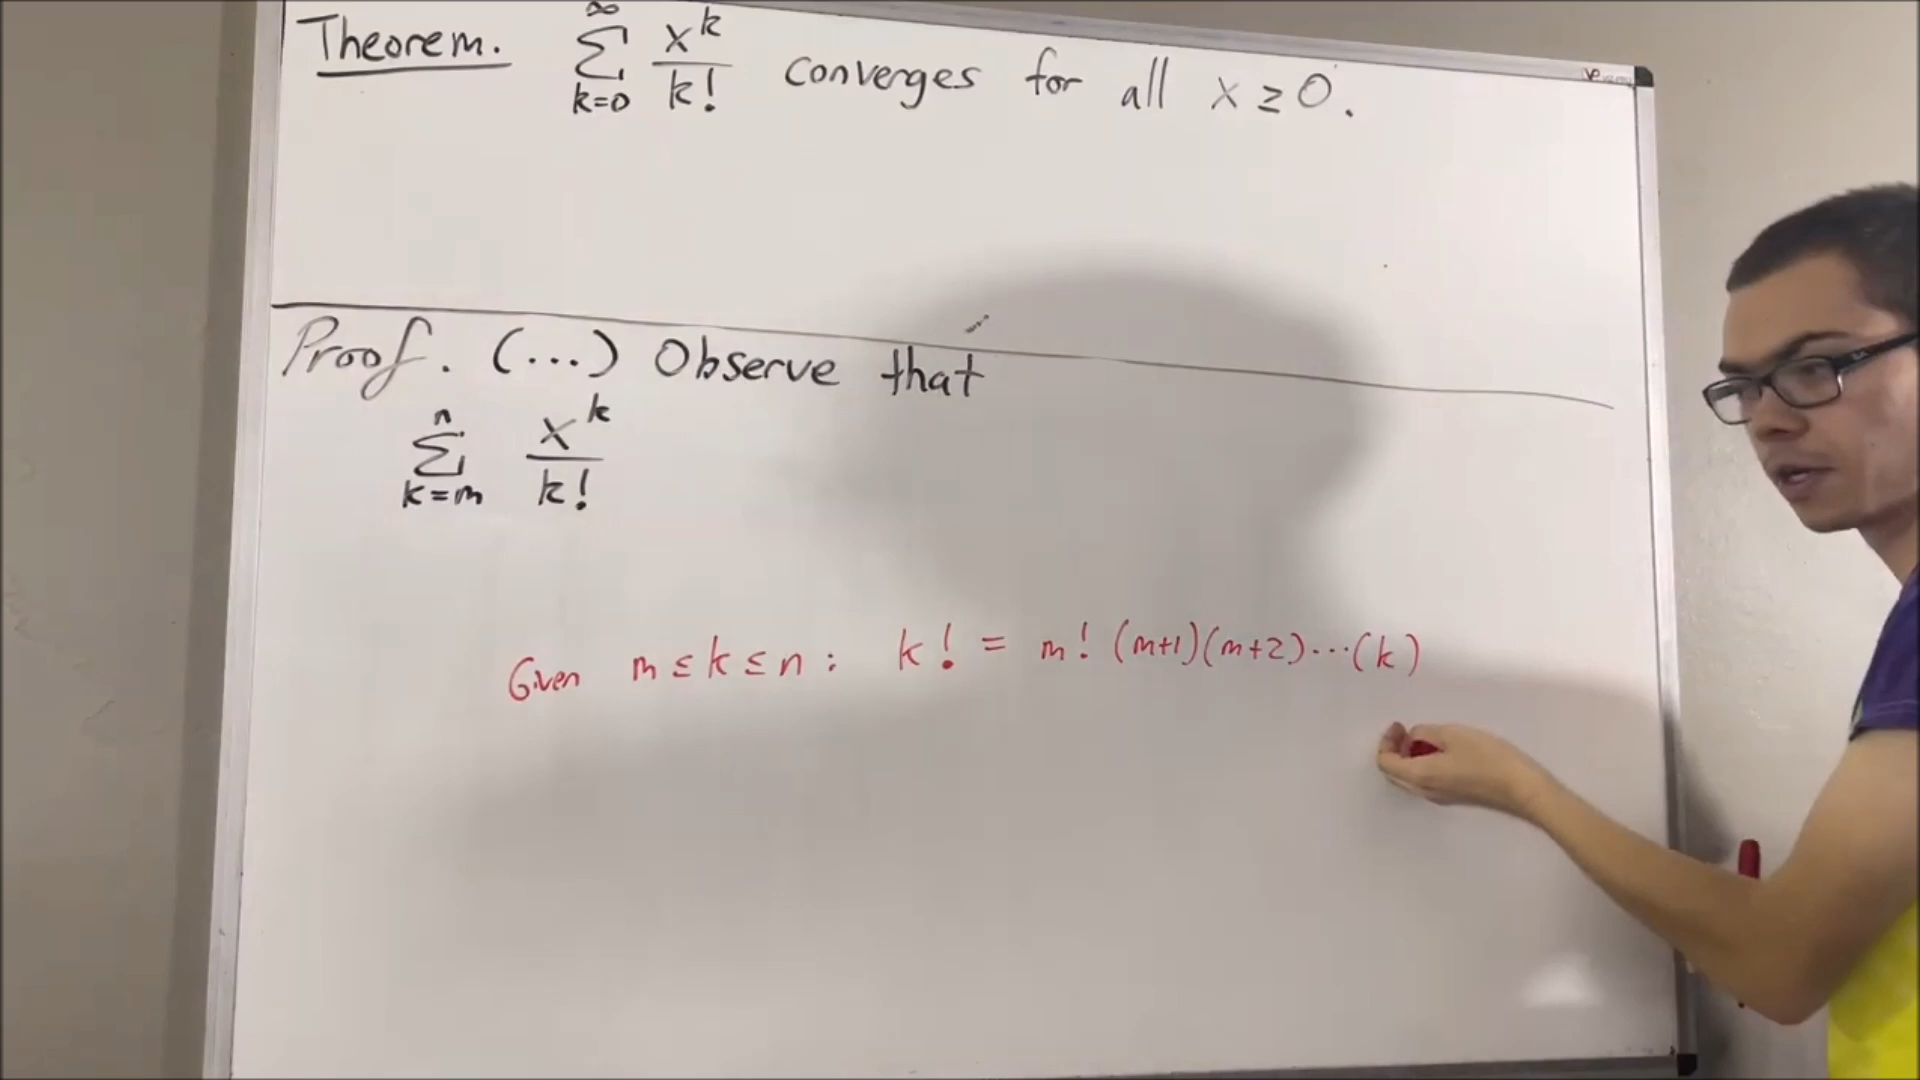 Theorem. ∞ Σ k=0 x^k / k! converges for all x ≥ 0.
Proof. (...) Observe that
n Σ k=m x^k / k!
Given m ≤ k ≤ n : k! = m! (m+1)(m+2)...(k)